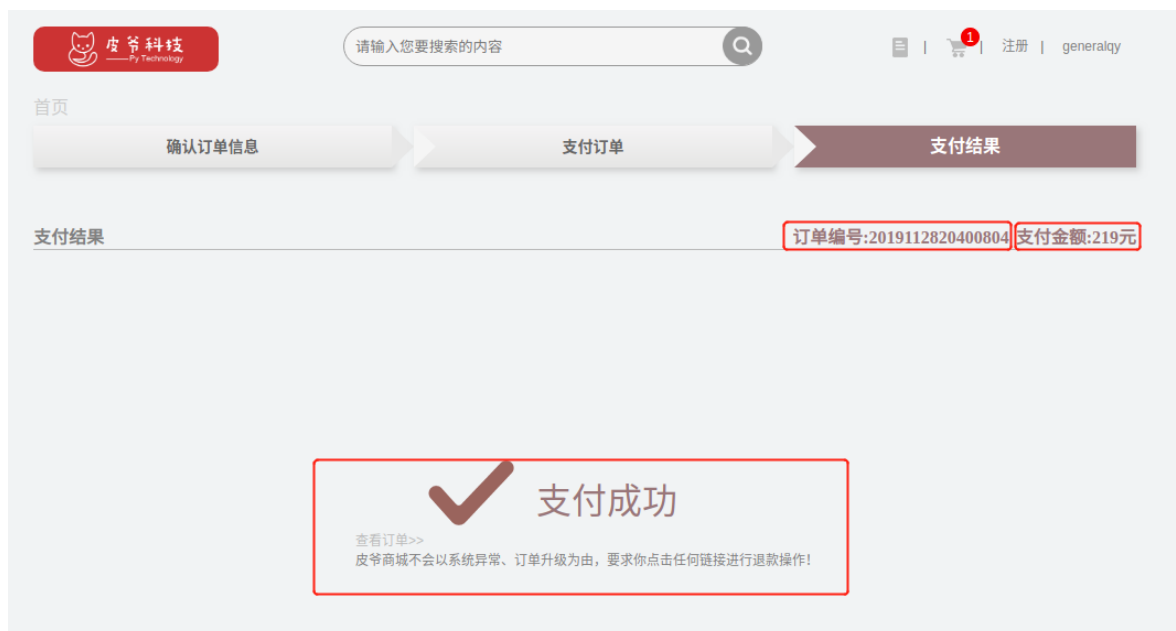 皮爷科技
Py Technology
请输入您要搜索的内容
| 1 | 注册 | generalqy
首页
确认订单信息 支付订单 支付结果
支付结果 订单编号:2019112820400804 支付金额:219元
支付成功
查看订单>>
皮爷商城不会以系统异常、订单升级为由，要求你点击任何链接进行退款操作!